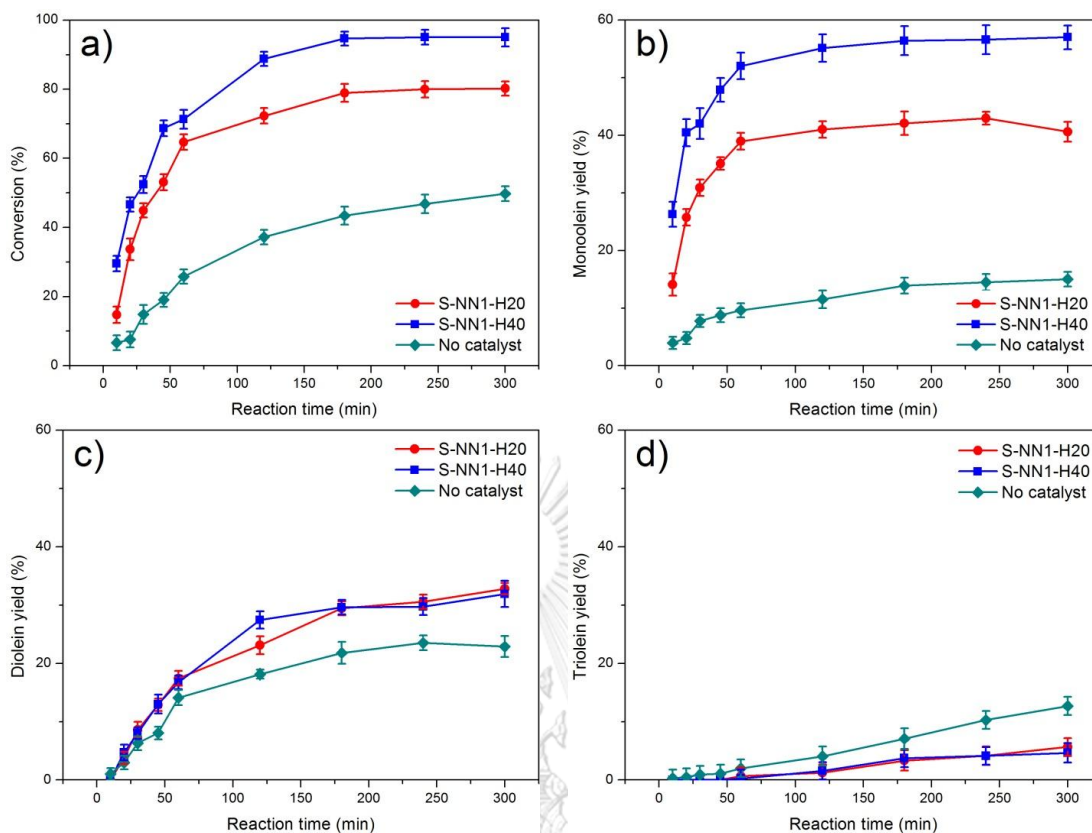 a)
100
80
60
40
20
0
Conversion (%)
S-NN1-H20
S-NN1-H40
No catalyst
0 50 100 150 200 250 300
Reaction time (min)
b)
60
40
20
0
Monoolein yield (%)
S-NN1-H20
S-NN1-H40
No catalyst
0 50 100 150 200 250 300
Reaction time (min)
c)
60
40
20
0
Diolein yield (%)
S-NN1-H20
S-NN1-H40
No catalyst
0 50 100 150 200 250 300
Reaction time (min)
d)
60
40
20
0
Triolein yield (%)
S-NN1-H20
S-NN1-H40
No catalyst
0 50 100 150 200 250 300
Reaction time (min)